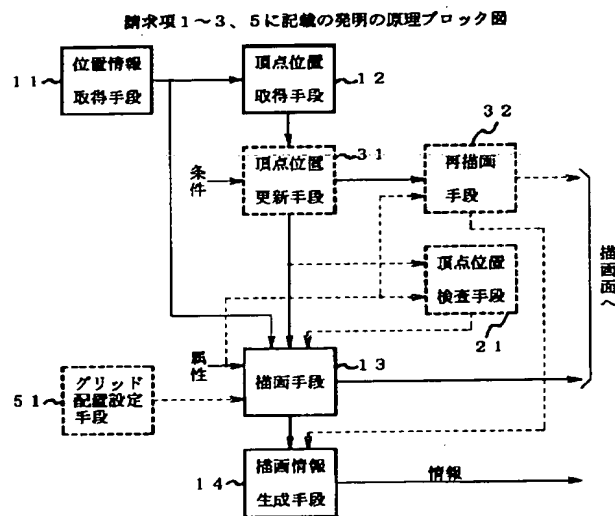 請求項1～3、5に記載の発明の原理ブロック図
11
位置情報
取得手段
頂点位置
取得手段
12
条件
頂点位置
更新手段
31
再描画
手段
32
頂点位置
検査手段
21
描画面へ
属性
描画手段
13
51
グリッド
配置設定
手段
14
描画情報
生成手段
情報